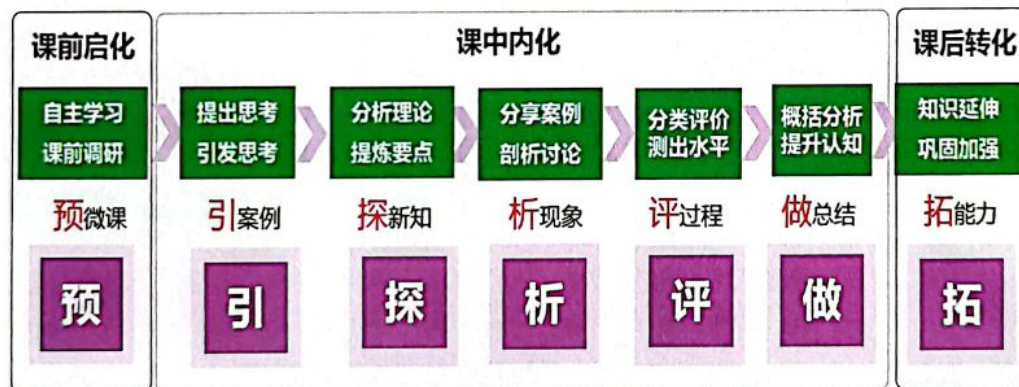 课前启化
课中内化
课后转化
自主学习
课前调研
提出思考
引发思考
分析理论
提炼要点
分享案例
剖析讨论
分类评价
测出水平
概括分析
提升认知
知识延伸
巩固加强
预微课
引案例
探新知
析现象
评过程
做总结
拓能力
预
引
探
析
评
做
拓